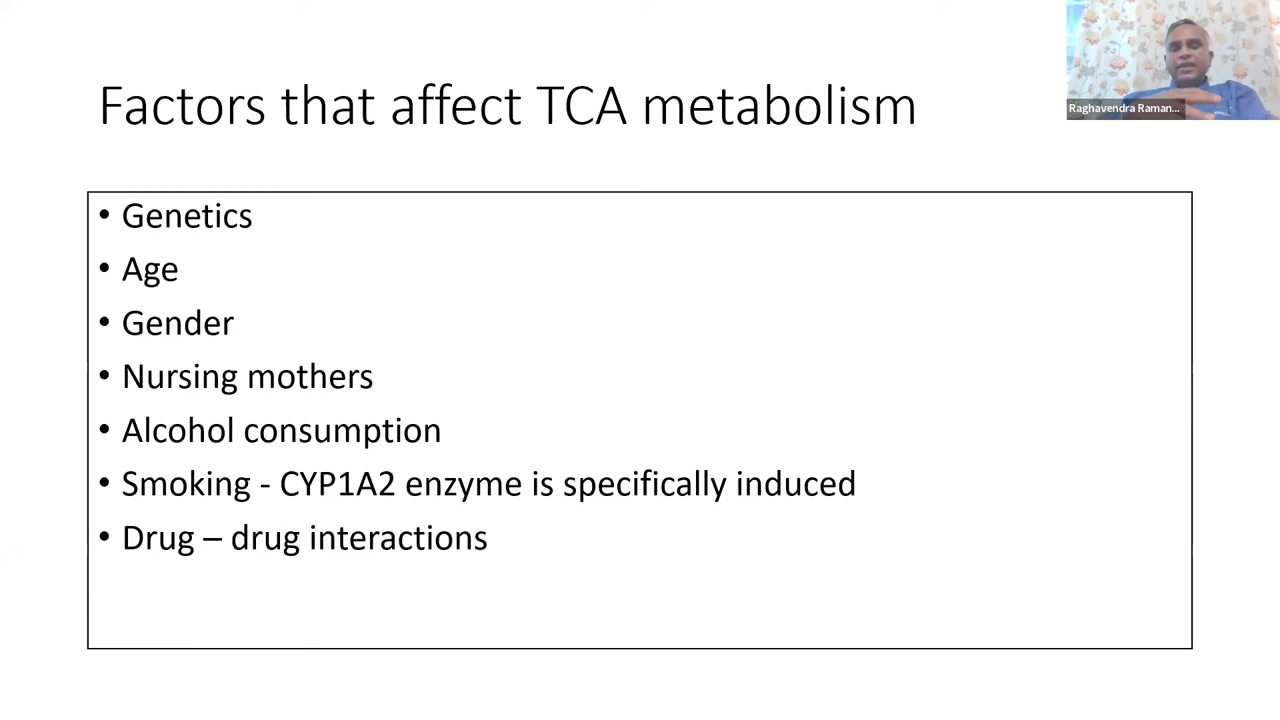 Factors that affect TCA metabolism
Raghavendra Raman...
• Genetics
• Age
• Gender
• Nursing mothers
• Alcohol consumption
• Smoking - CYP1A2 enzyme is specifically induced
• Drug – drug interactions